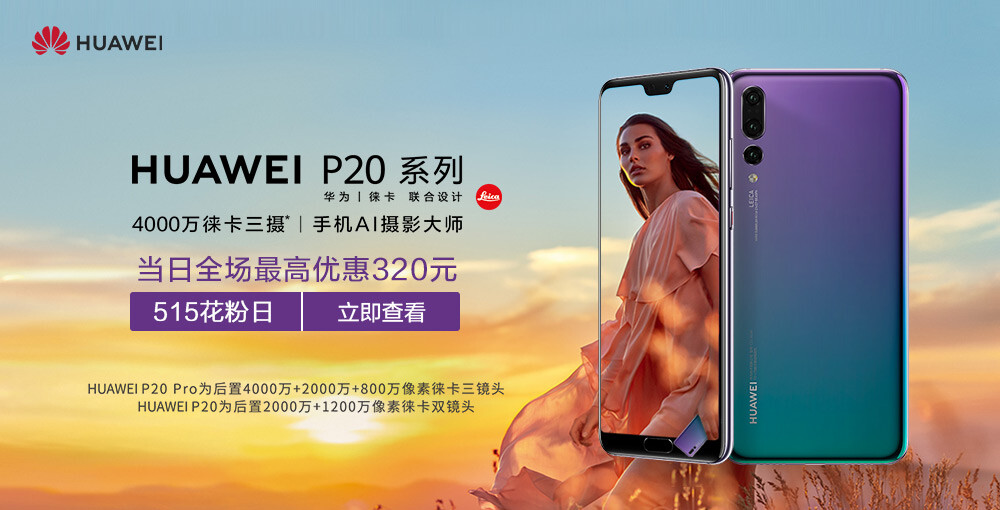 HUAWEI
HUAWEI P20 系列
华为 | 徕卡 联合设计
Leica
4000万徕卡三摄* | 手机AI摄影大师
当日全场最高优惠320元
515花粉日 | 立即查看
HUAWEI P20 Pro为后置4000万+2000万+800万像素徕卡三镜头
HUAWEI P20为后置2000万+1200万像素徕卡双镜头
LEICA
HUAWEI